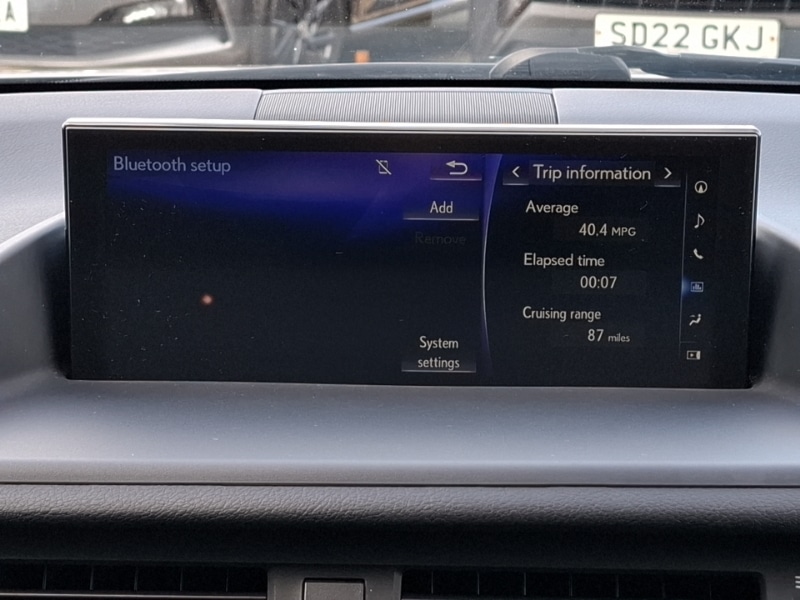 A
SD22 GKJ
Bluetooth setup
Add
Remove
System
settings
< Trip information >
Average
40.4 MPG
Elapsed time
00:07
Cruising range
87 miles